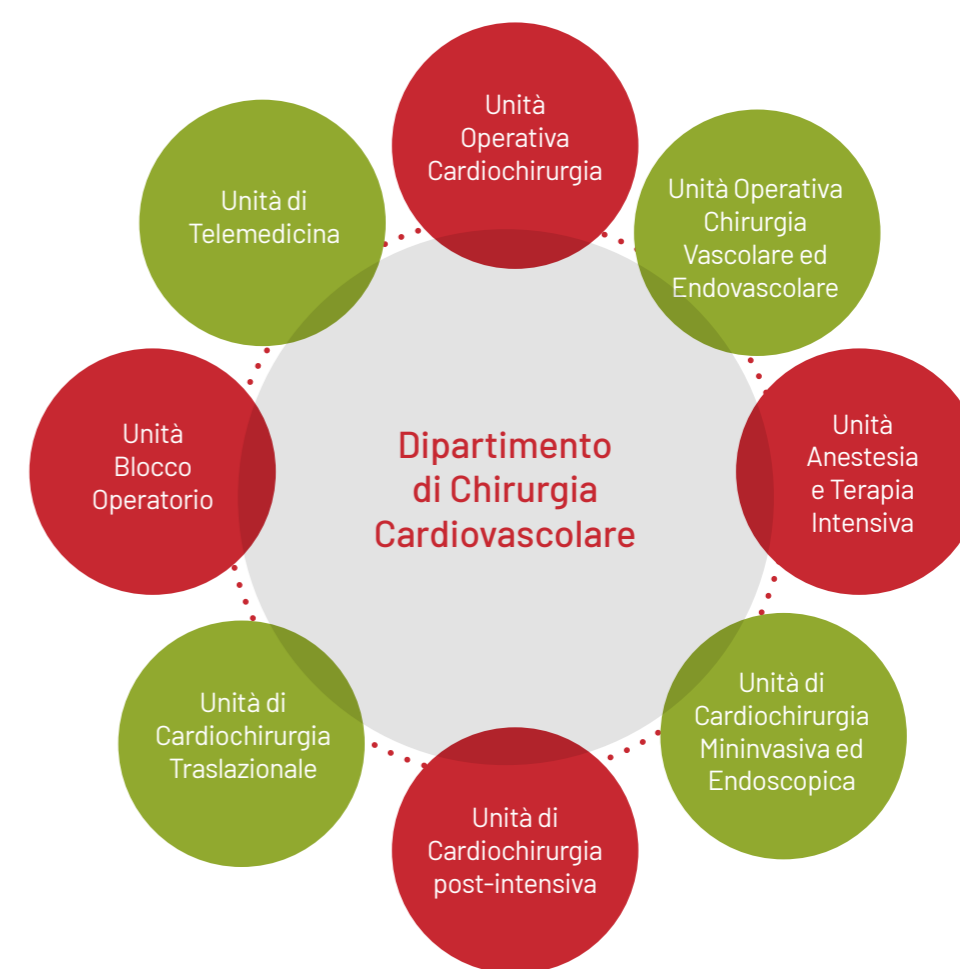 Unità
Operativa
Cardiochirurgia
Unità Operativa
Chirurgia
Vascolare ed
Endovascolare
Unità
Anestesia
e Terapia
Intensiva
Unità di
Cardiochirurgia
Mininvasiva ed
Endoscopica
Unità di
Cardiochirurgia
post-intensiva
Unità di
Cardiochirurgia
Traslazionale
Unità
Blocco
Operatorio
Unità di
Telemedicina
Dipartimento
di Chirurgia
Cardiovascolare